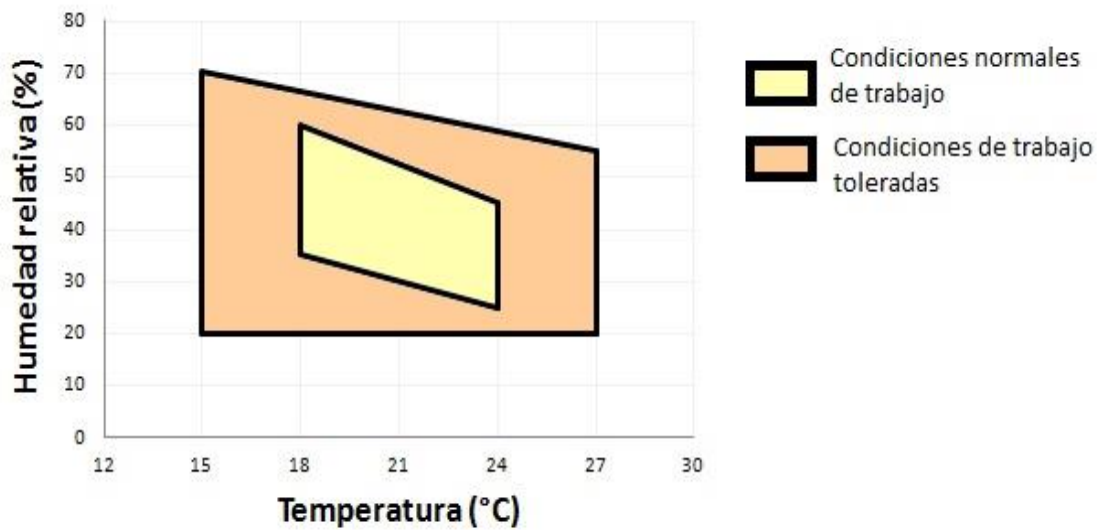 80
70
60
50
40
30
20
10
0
Humedad relativa (%)
12 15 18 21 24 27 30
Temperatura (°C)
Condiciones normales
de trabajo
Condiciones de trabajo
toleradas